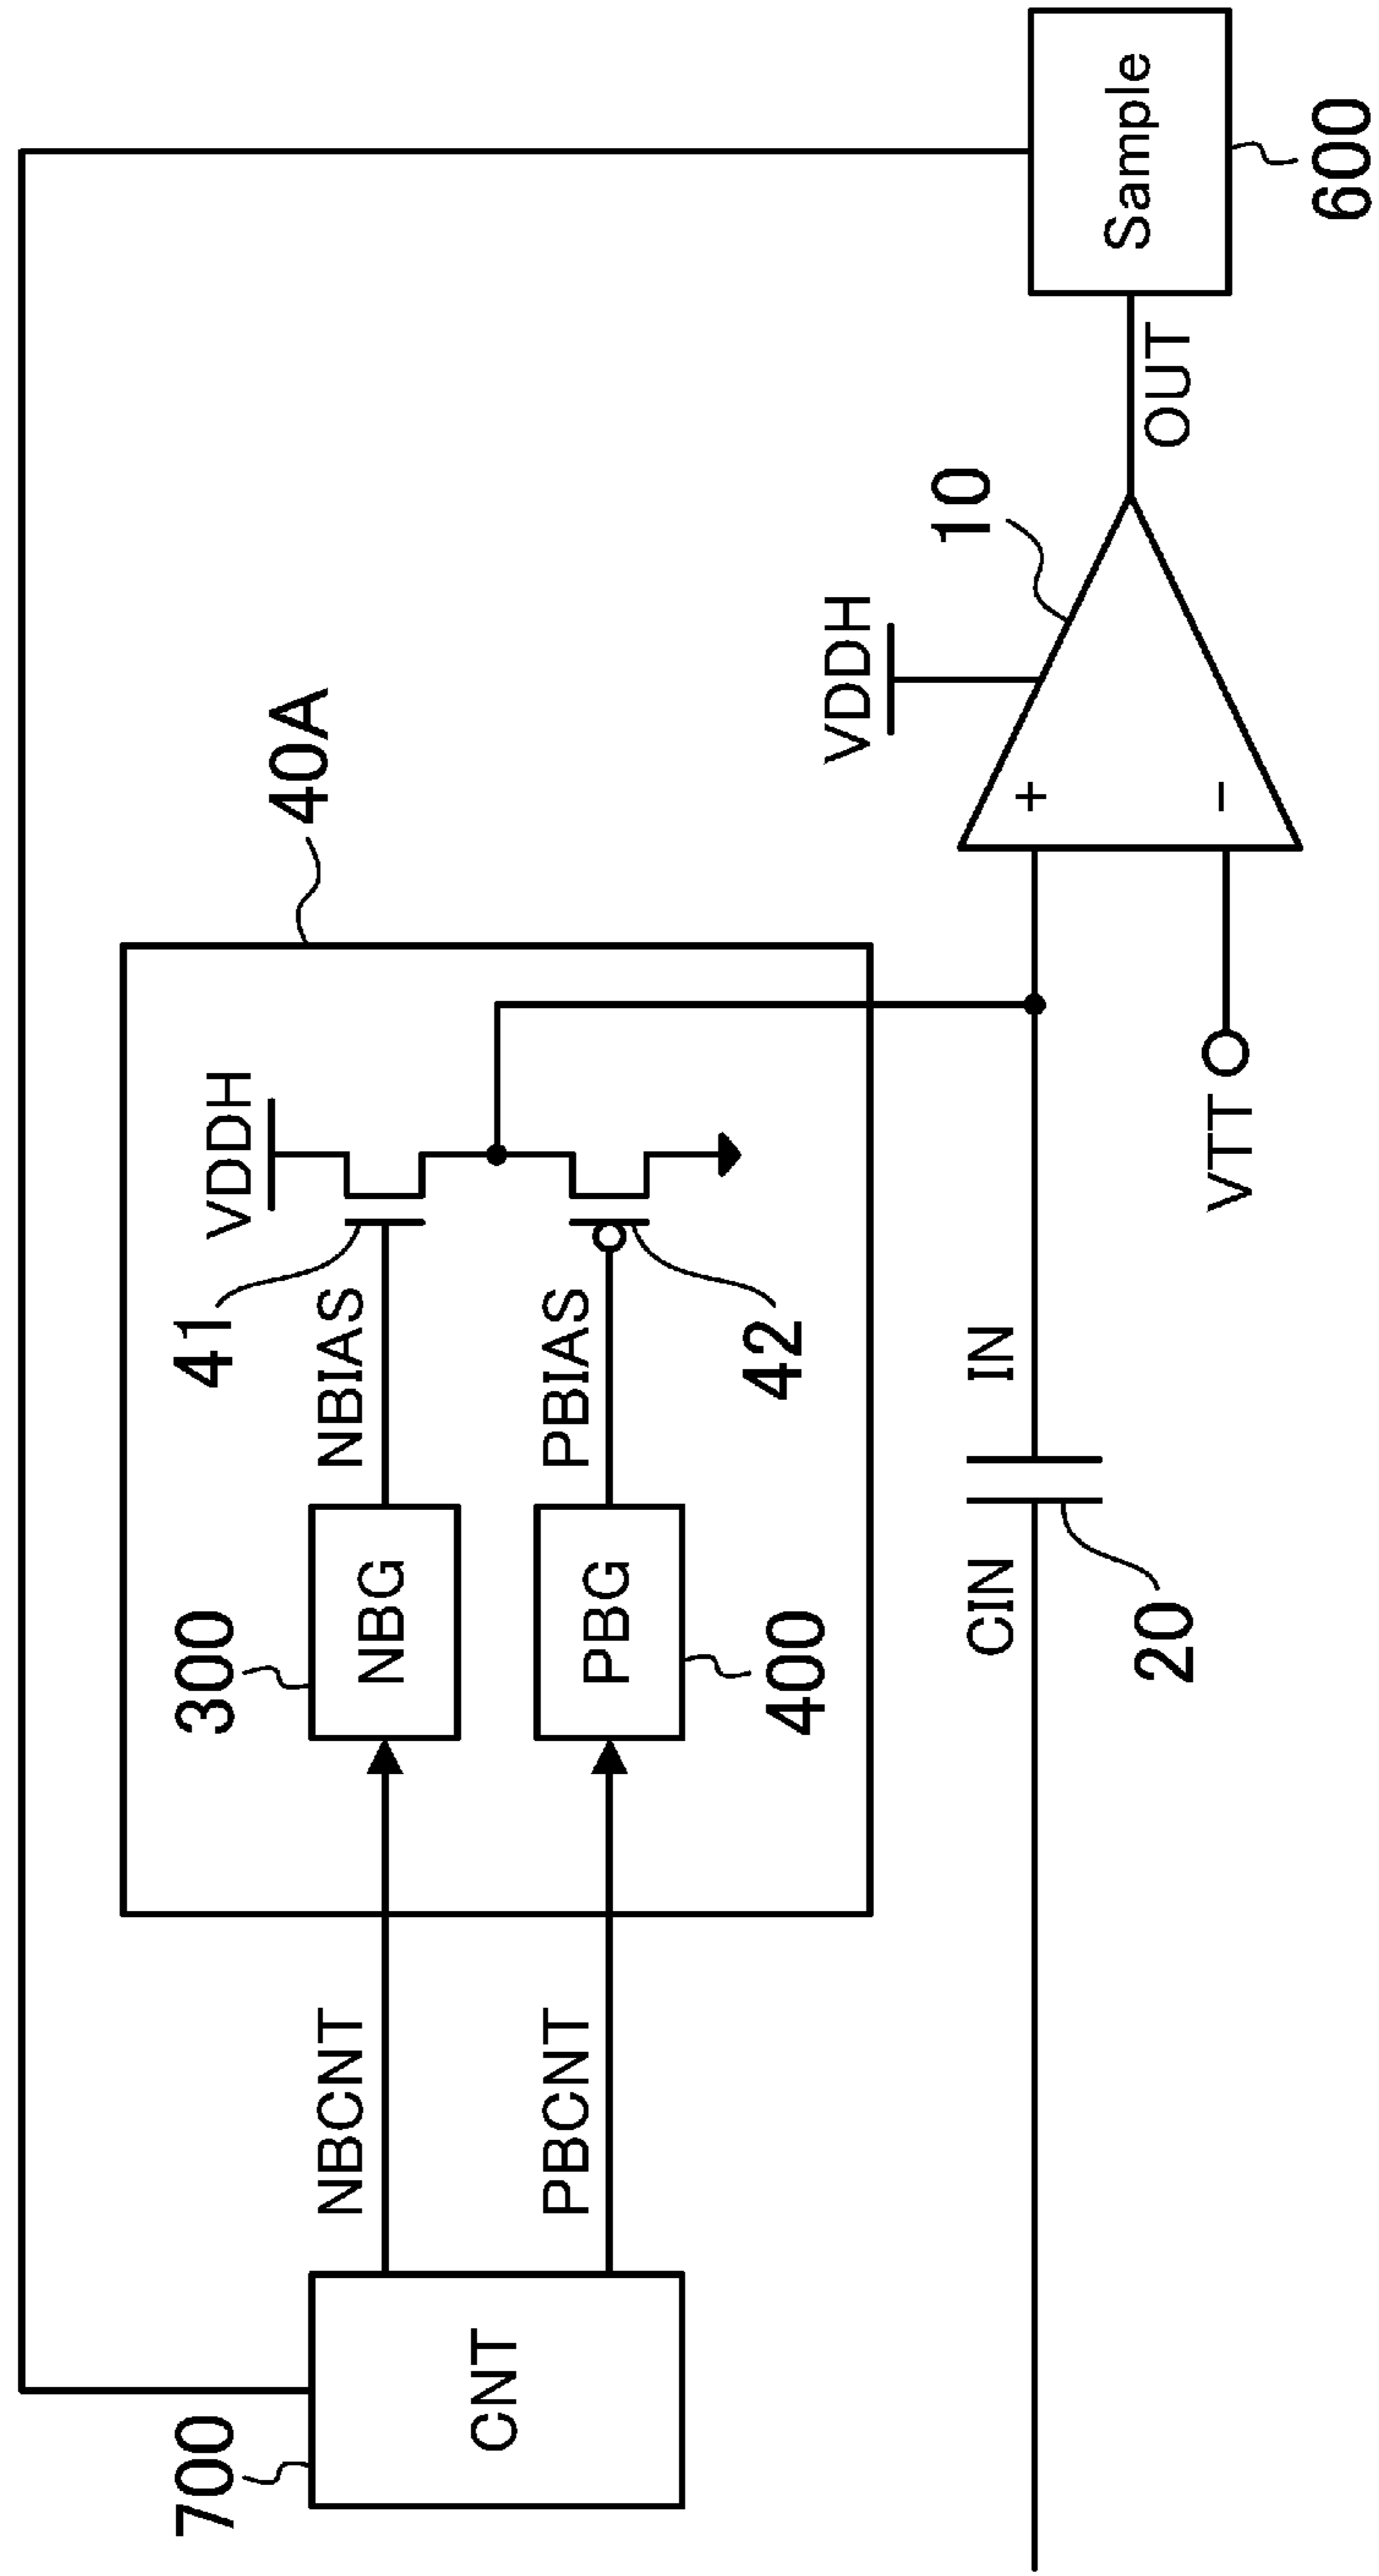 40A
VDDH
300
41
NBCNT
NBG
NBIAS
700
CNT
PBCNT
PBG
PBIAS
400
42
VDDH
10
CIN
IN
20
+
−
VTT
OUT
Sample
600